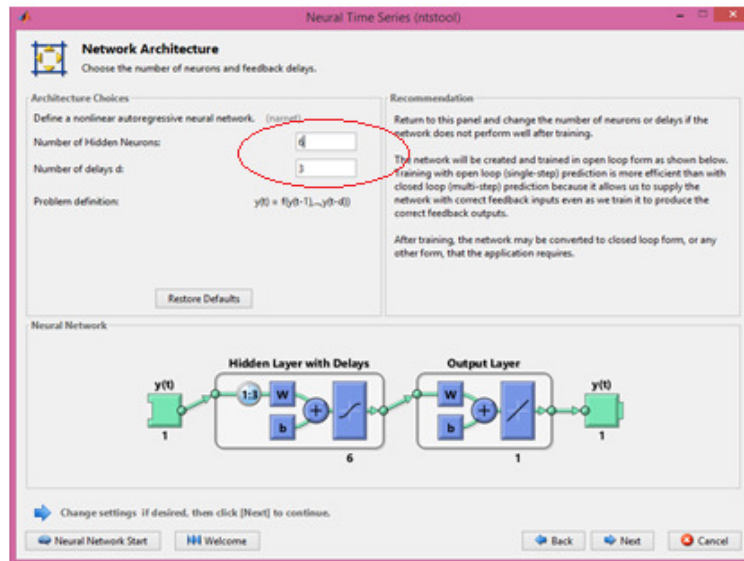 Neural Time Series (ntstool)
Network Architecture
Choose the number of neurons and feedback delays.
Architecture Choices
Define a nonlinear autoregressive neural network. (narnet)
Number of Hidden Neurons:
6
Number of delays d:
3
Problem definition:
y(t) = f(y(t-1),...,y(t-d))
Restore Defaults
Recommendation
Return to this panel and change the number of neurons or delays if the
network does not perform well after training.
The network will be created and trained in open loop form as shown below.
Training with open loop (single-step) prediction is more efficient than with
closed loop (multi-step) prediction because it allows us to supply the
network with correct feedback inputs even as we train it to produce the
correct feedback outputs.
After training, the network may be converted to closed loop form, or any
other form, that the application requires.
Neural Network
Hidden Layer with Delays
Output Layer
y(t)
1
1:3
W
b
+
6
W
b
+
1
y(t)
1
Change settings if desired, then click [Next] to continue.
Neural Network Start
Welcome
Back
Next
Cancel